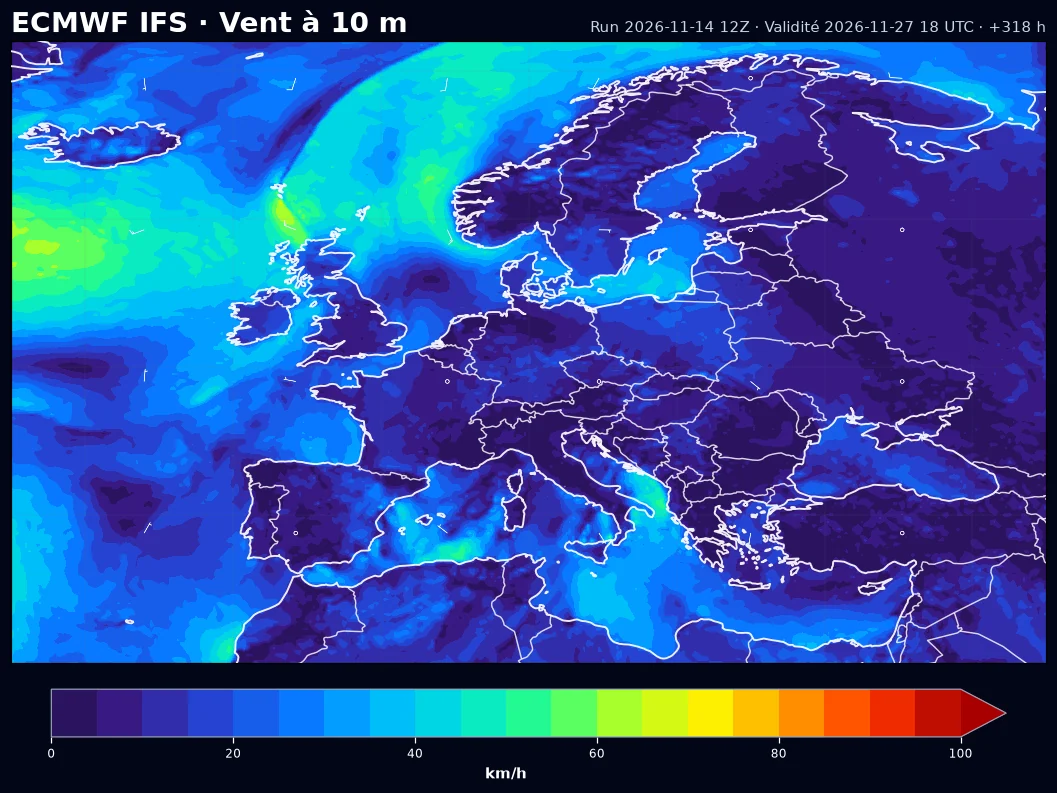 ECMWF IFS · Vent à 10 m
Run 2026-11-14 12Z · Validité 2026-11-27 18 UTC · +318 h
0 20 40 60 80 100
km/h